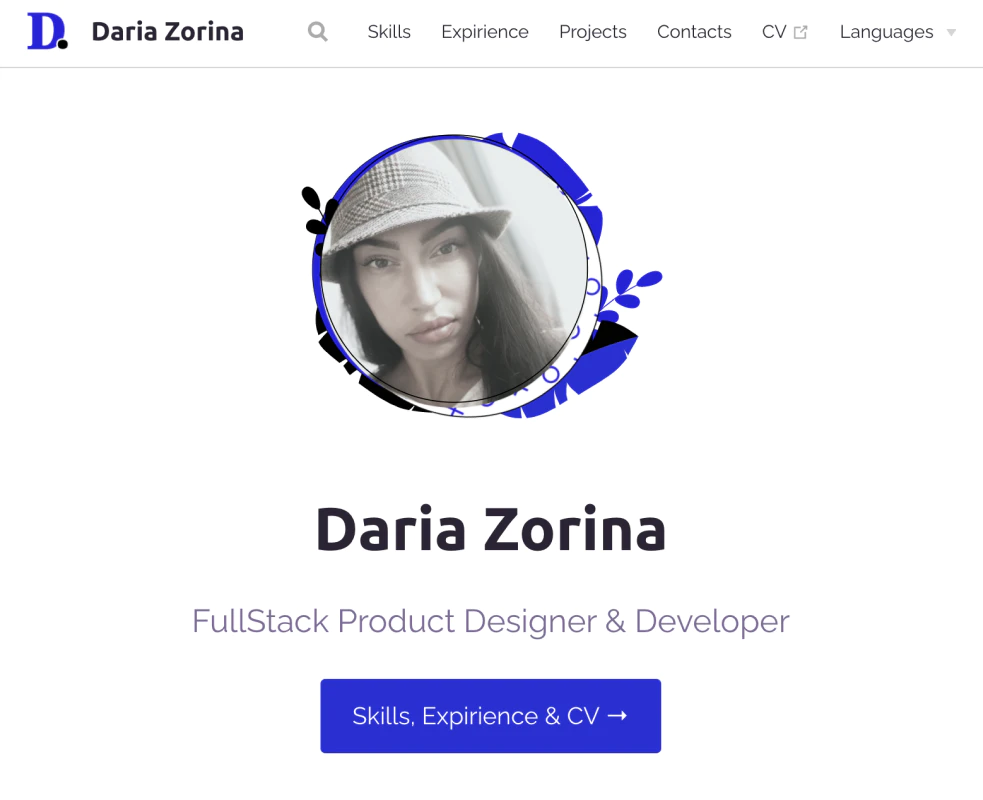 D. Daria Zorina Skills Expirience Projects Contacts CV Languages
Daria Zorina
FullStack Product Designer & Developer
Skills, Expirience & CV →